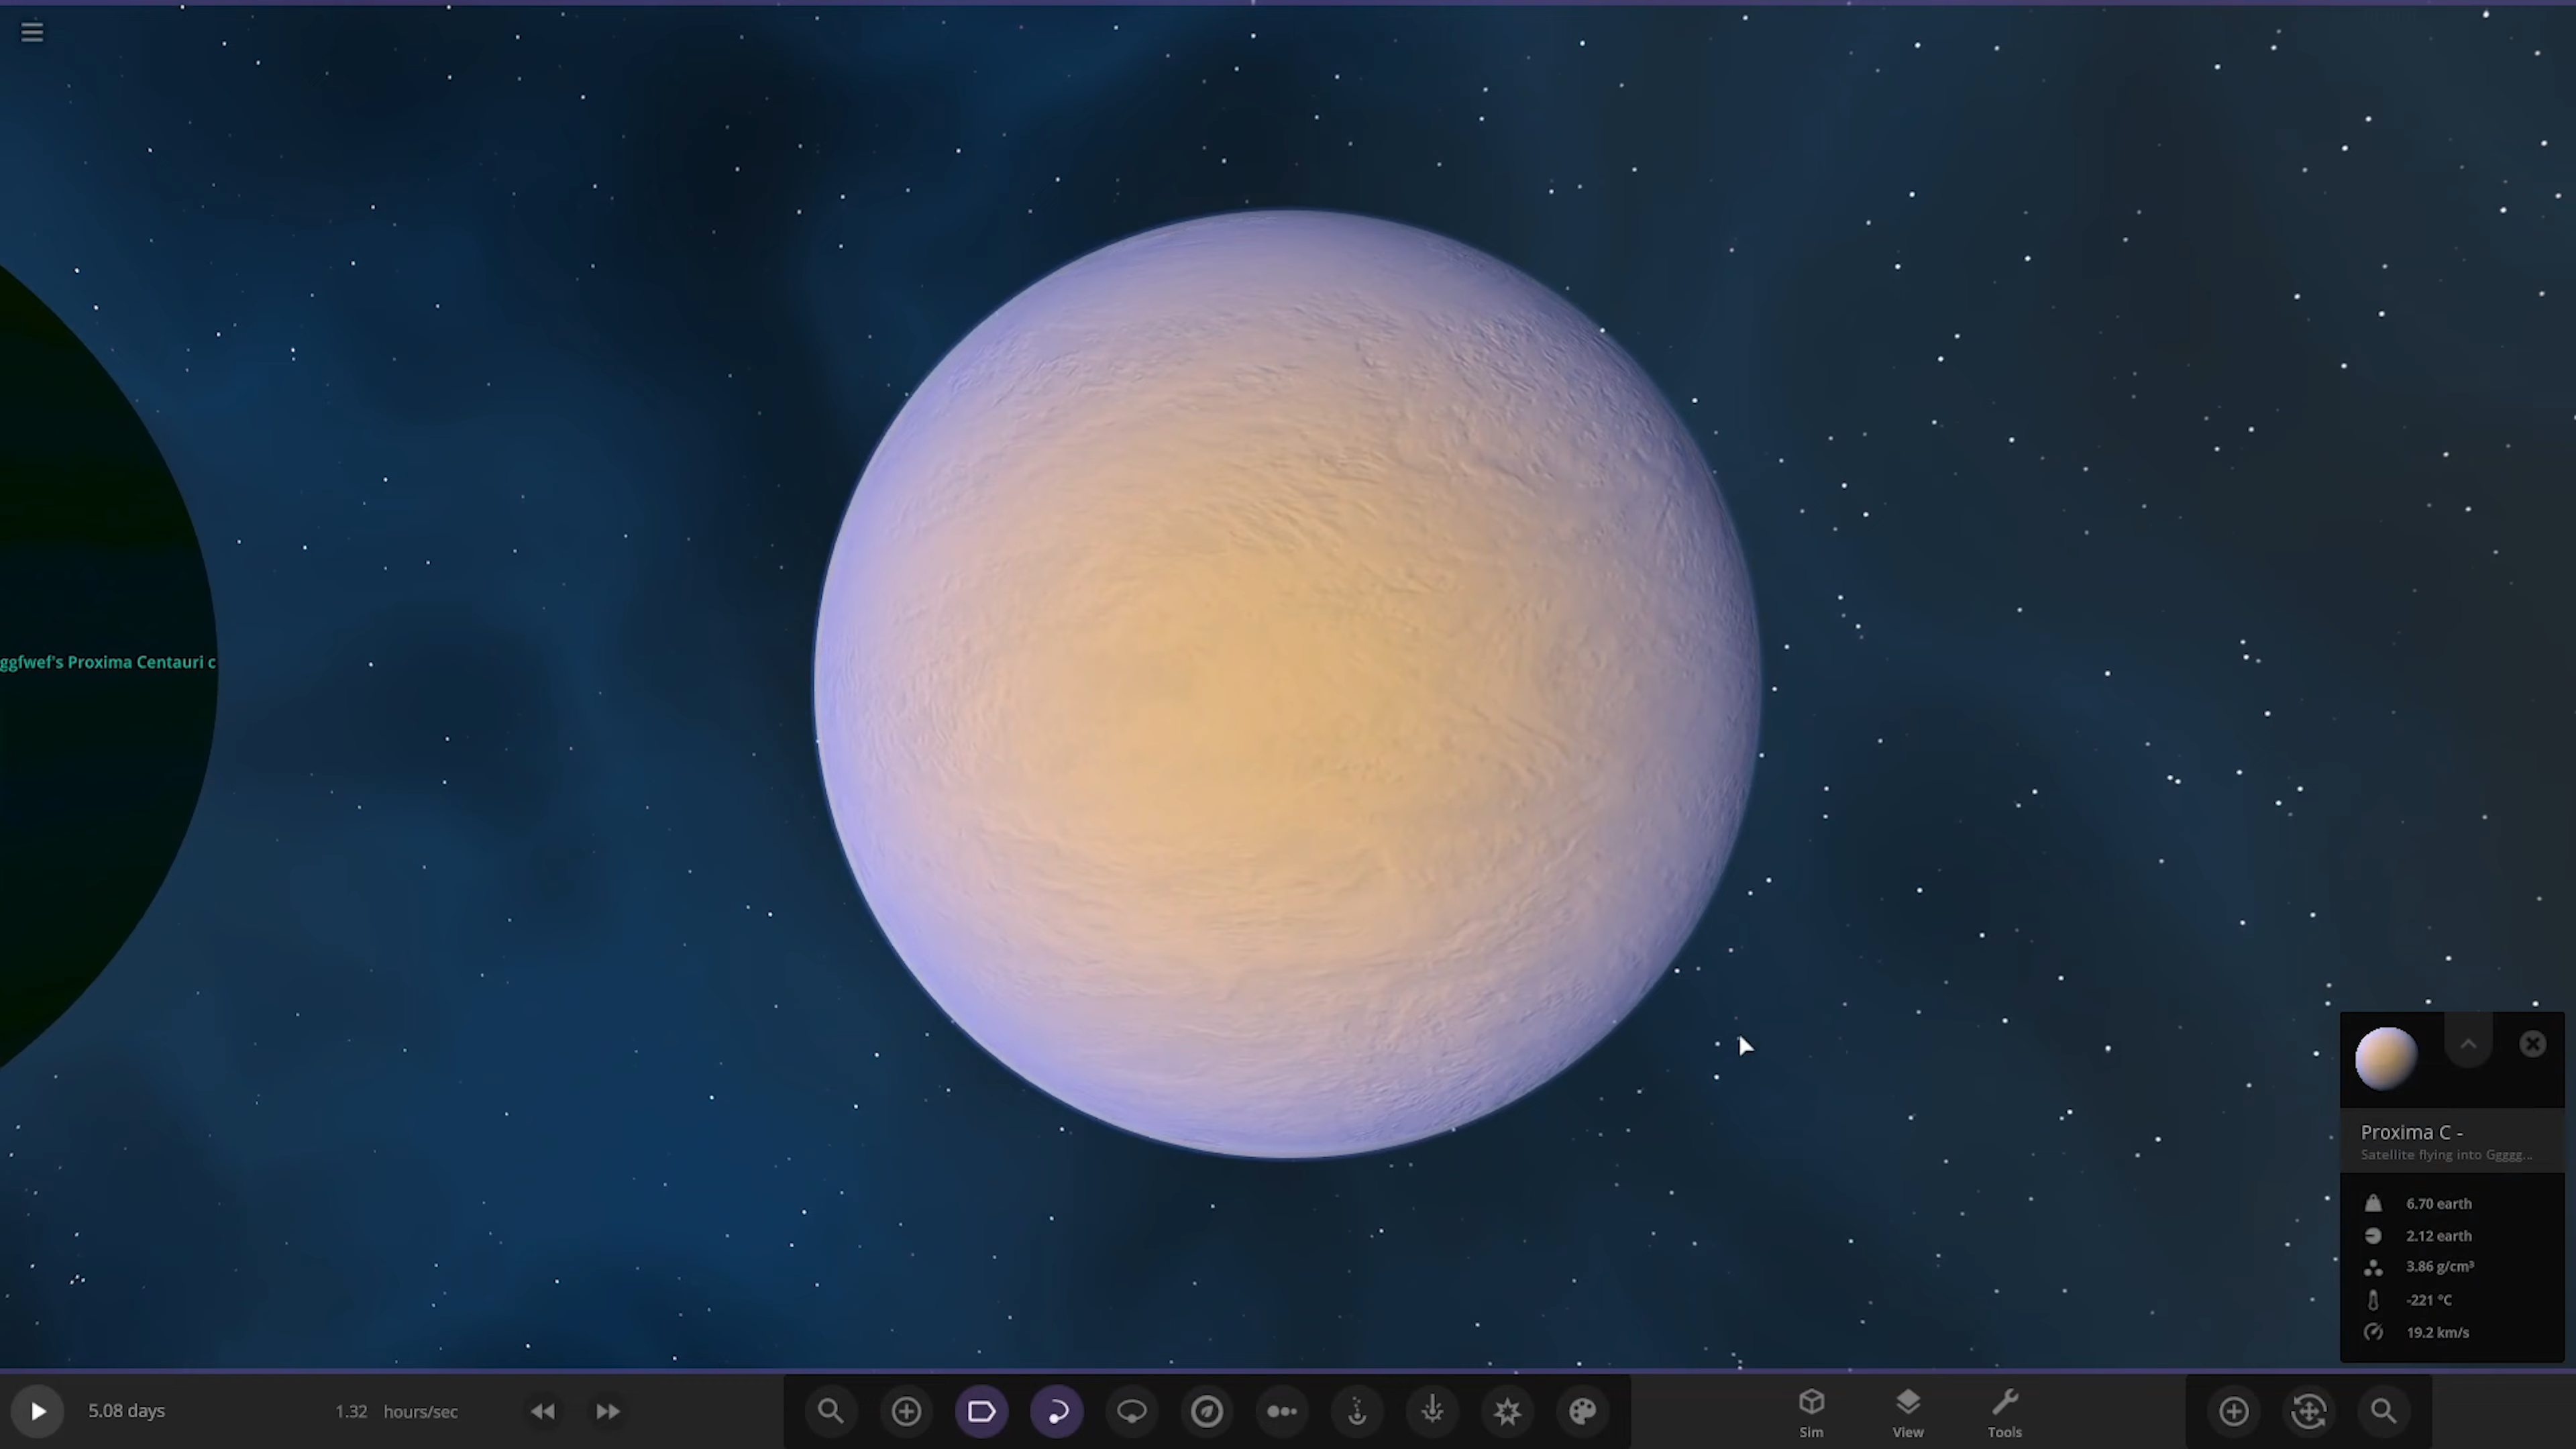 ggfwef's Proxima Centauri c
Proxima C -
Satellite flying into Ggggg...
6.70 earth
2.12 earth
3.86 g/cm³
-221 °C
19.2 km/s
5.08 days
1.32 hours/sec
Sim
View
Tools